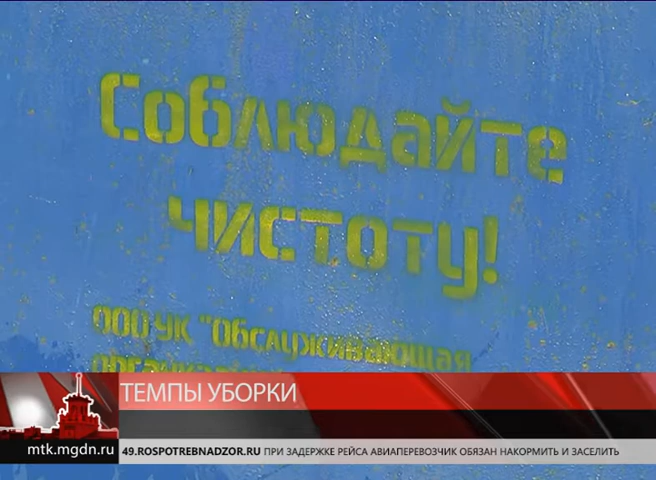 Соблюдайте
чистоту!
ООО УК "Обслуживающая
ТЕМПЫ УБОРКИ
mtk.mgdn.ru
49.ROSPOTREBNADZOR.RU ПРИ ЗАДЕРЖКЕ РЕЙСА АВИАПЕРЕВОЗЧИК ОБЯЗАН НАКОРМИТЬ И ЗАСЕЛИТЬ